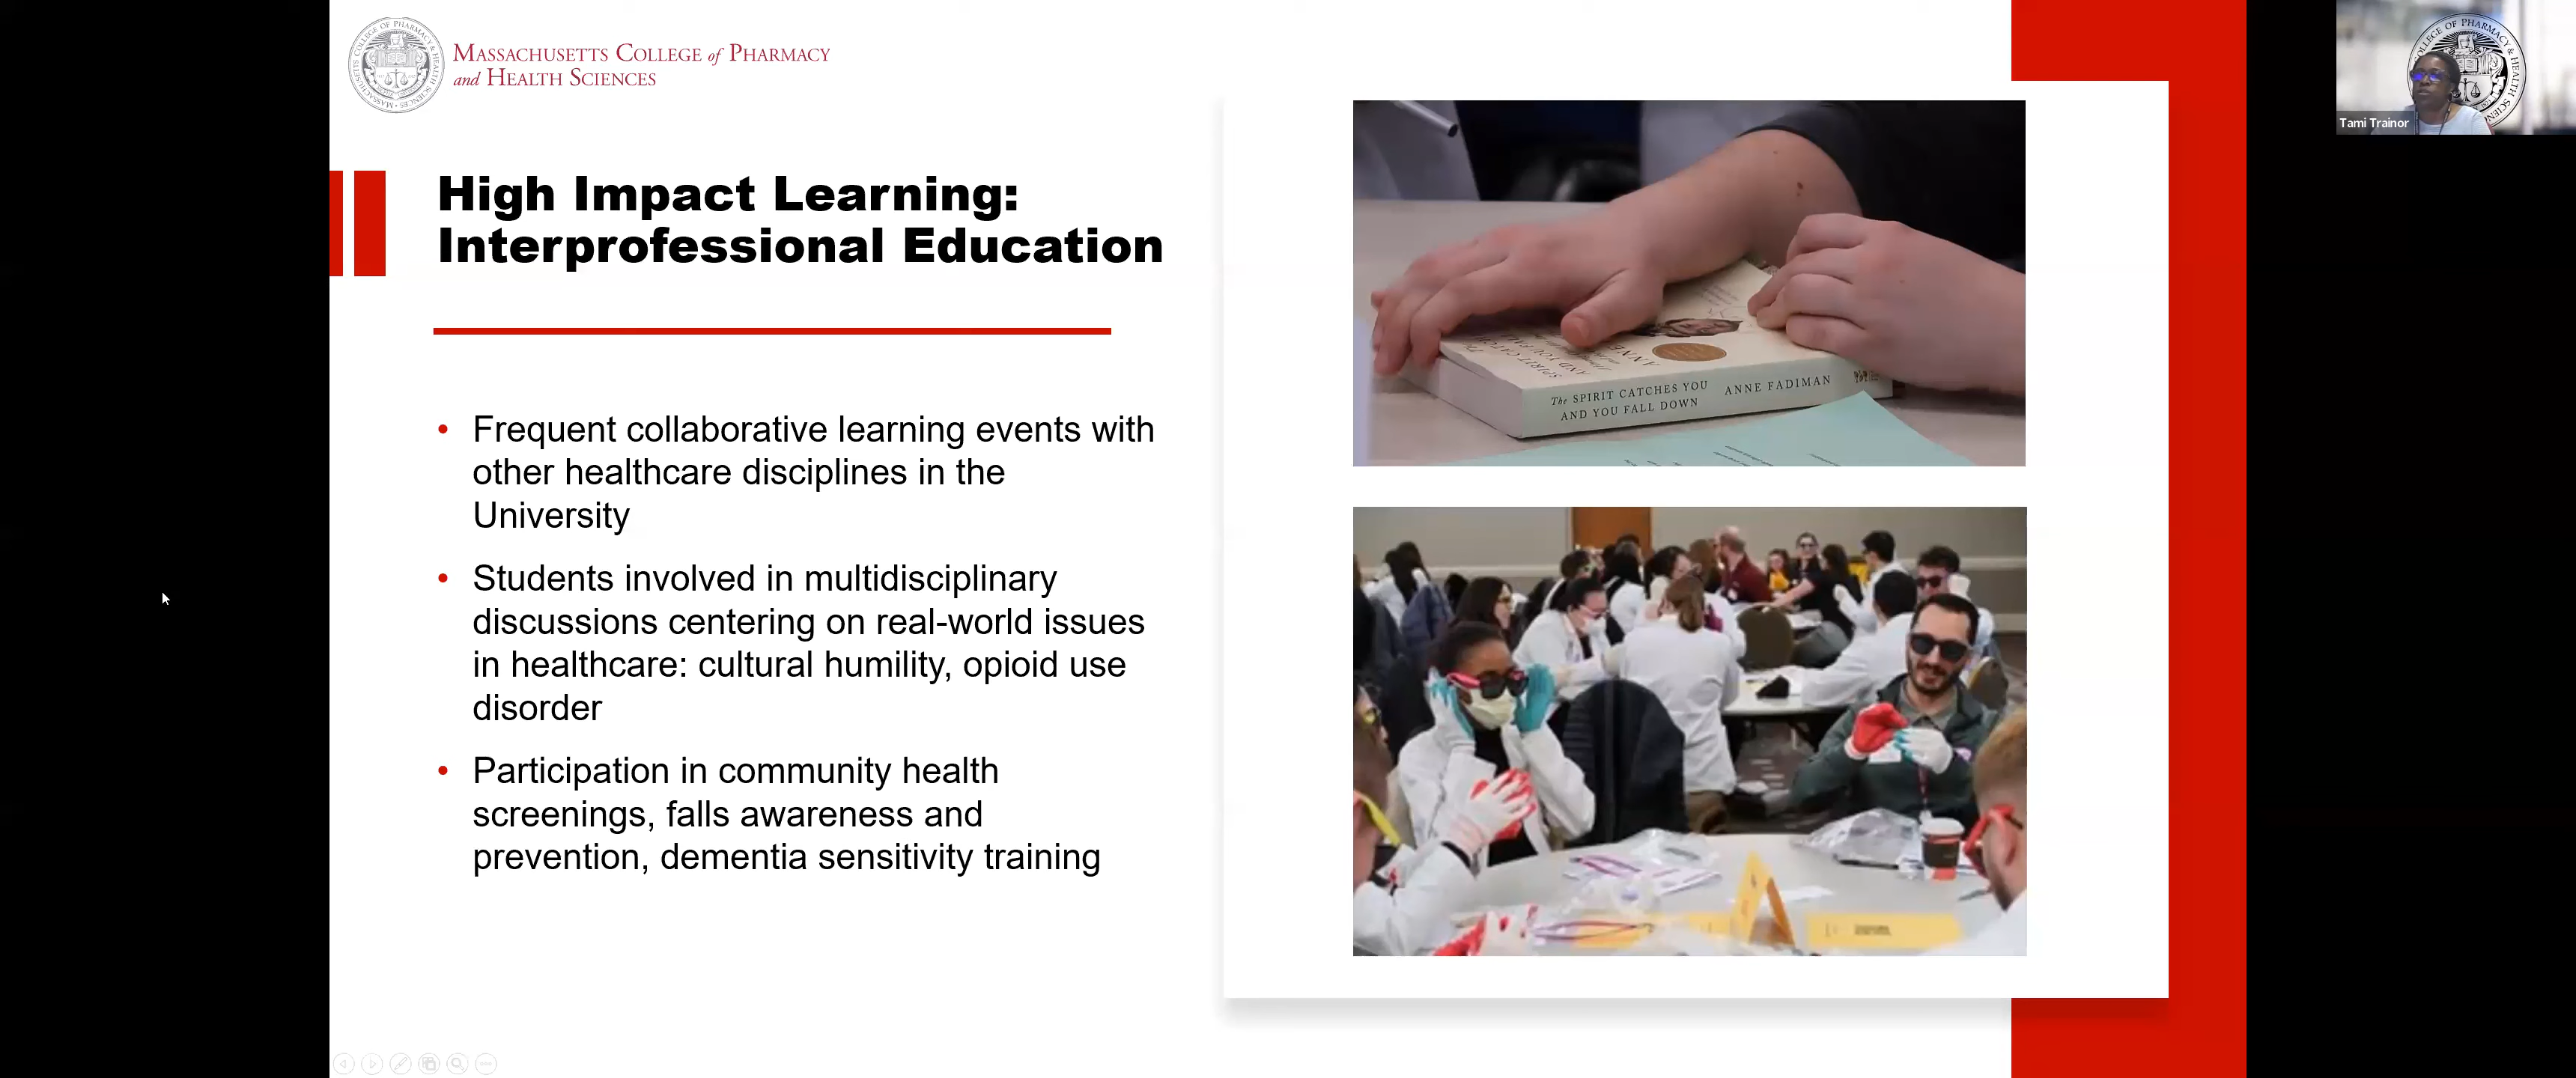 MASSACHUSETTS COLLEGE of PHARMACY
and HEALTH SCIENCES
High Impact Learning:
Interprofessional Education
• Frequent collaborative learning events with
other healthcare disciplines in the
University
• Students involved in multidisciplinary
discussions centering on real-world issues
in healthcare: cultural humility, opioid use
disorder
• Participation in community health
screenings, falls awareness and
prevention, dementia sensitivity training
The SPIRIT CATCHES YOU
AND YOU FALL DOWN
ANNE FADIMAN
Tami Trainor